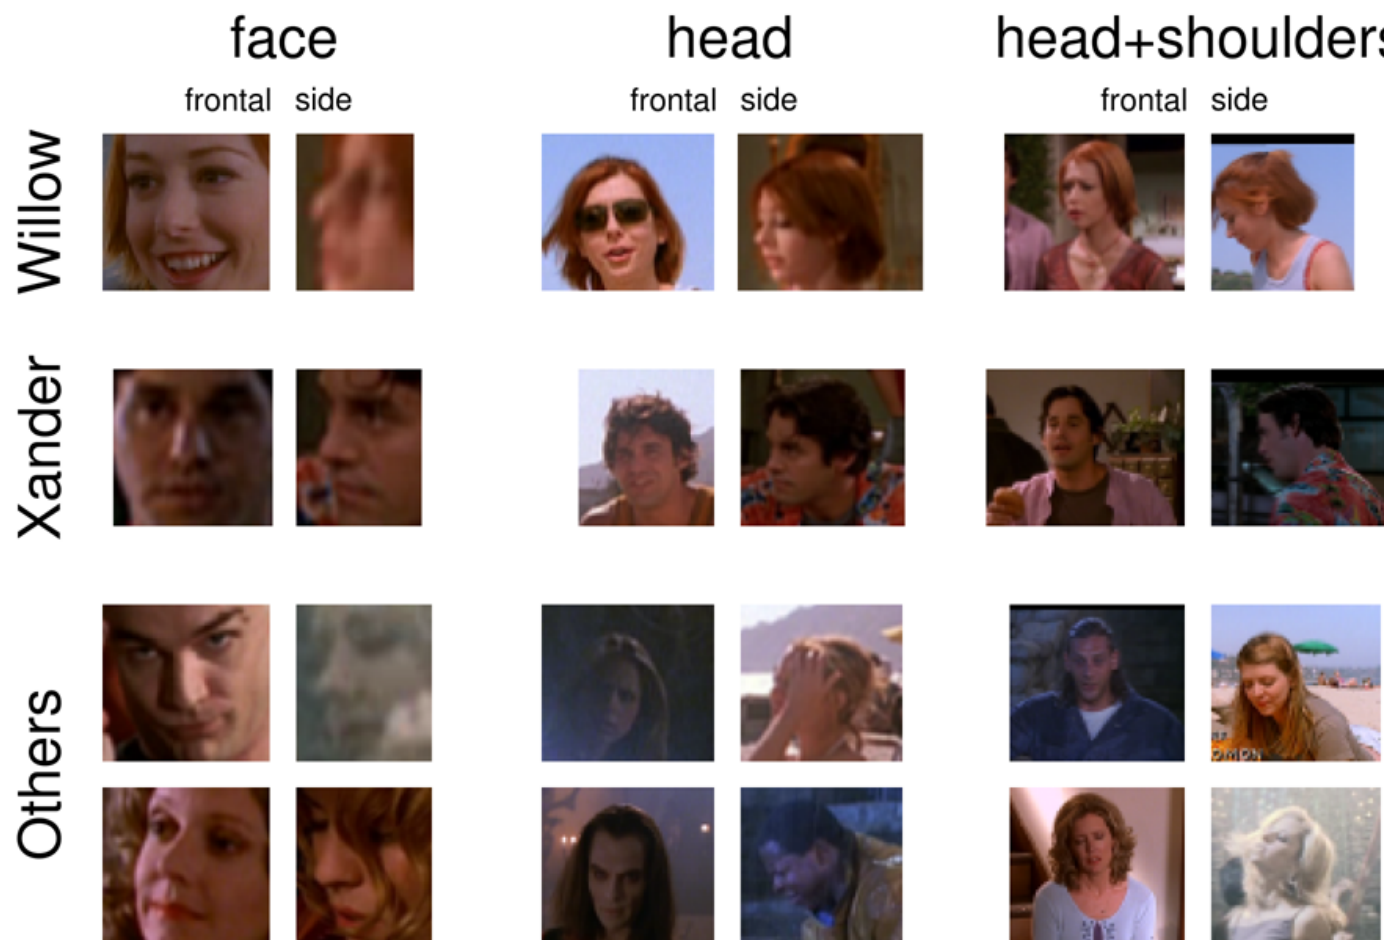 face head head+shoulders
frontal side frontal side frontal side
Willow
Xander
Others